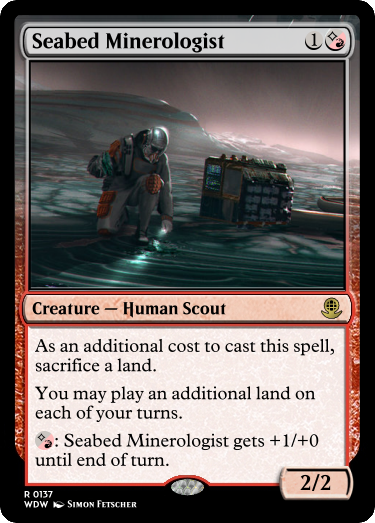 Seabed Minerologist 1
Creature — Human Scout
As an additional cost to cast this spell,
sacrifice a land.
You may play an additional land on
each of your turns.
: Seabed Minerologist gets +1/+0
until end of turn.
2/2
R 0137
WDW Simon Fetscher